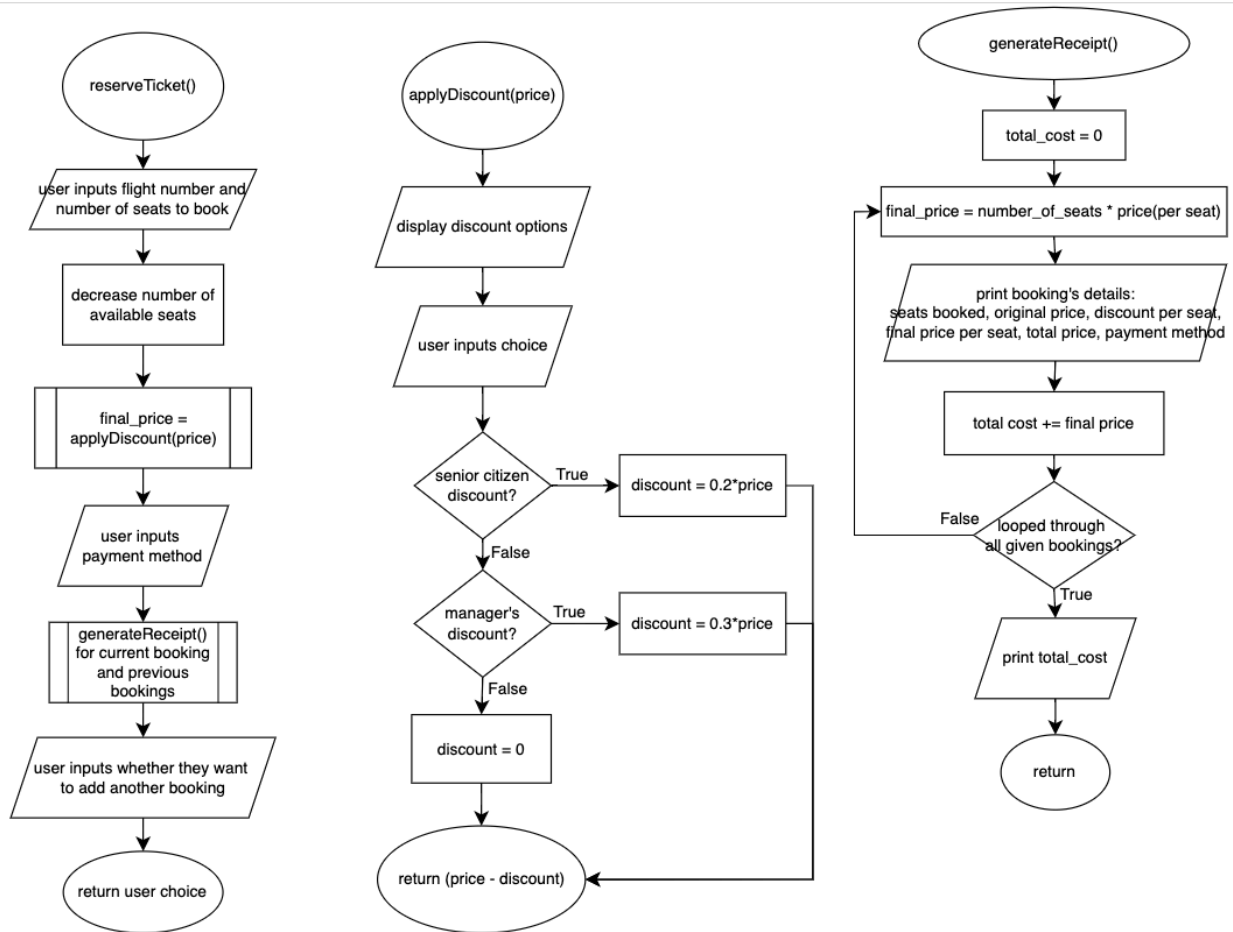 reserveTicket()
user inputs flight number and
number of seats to book
decrease number of
available seats
final_price =
applyDiscount(price)
user inputs
payment method
generateReceipt()
for current booking
and previous
bookings
user inputs whether they want
to add another booking
return user choice
applyDiscount(price)
display discount options
user inputs choice
senior citizen
discount?
True
discount = 0.2*price
False
manager's
discount?
True
discount = 0.3*price
False
discount = 0
return (price - discount)
generateReceipt()
total_cost = 0
final_price = number_of_seats * price(per seat)
print booking's details:
seats booked, original price, discount per seat,
final price per seat, total price, payment method
total cost += final price
looped through
all given bookings?
False
True
print total_cost
return